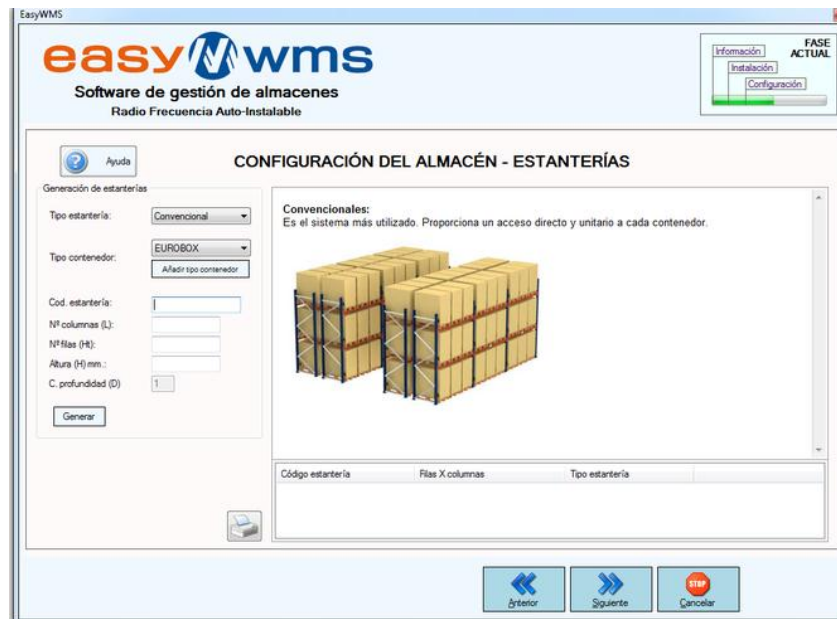 EasyWMS
easy wms
Software de gestión de almacenes
Radio Frecuencia Auto-Instalable
FASE
ACTUAL
Información
Instalación
Configuración
Ayuda
CONFIGURACIÓN DEL ALMACÉN - ESTANTERÍAS
Generación de estanterías
Tipo estantería:
Convencional
Tipo contenedor:
EUROBOX
Añadir tipo contenedor
Cod. estantería:
Nº columnas (L):
Nº filas (Ht):
Altura (H) mm.:
C. profundidad (D)
1
Generar
Convencionales:
Es el sistema más utilizado. Proporciona un acceso directo y unitario a cada contenedor.
Código estantería
Filas X columnas
Tipo estantería
Anterior
Siguiente
STOP
Cancelar